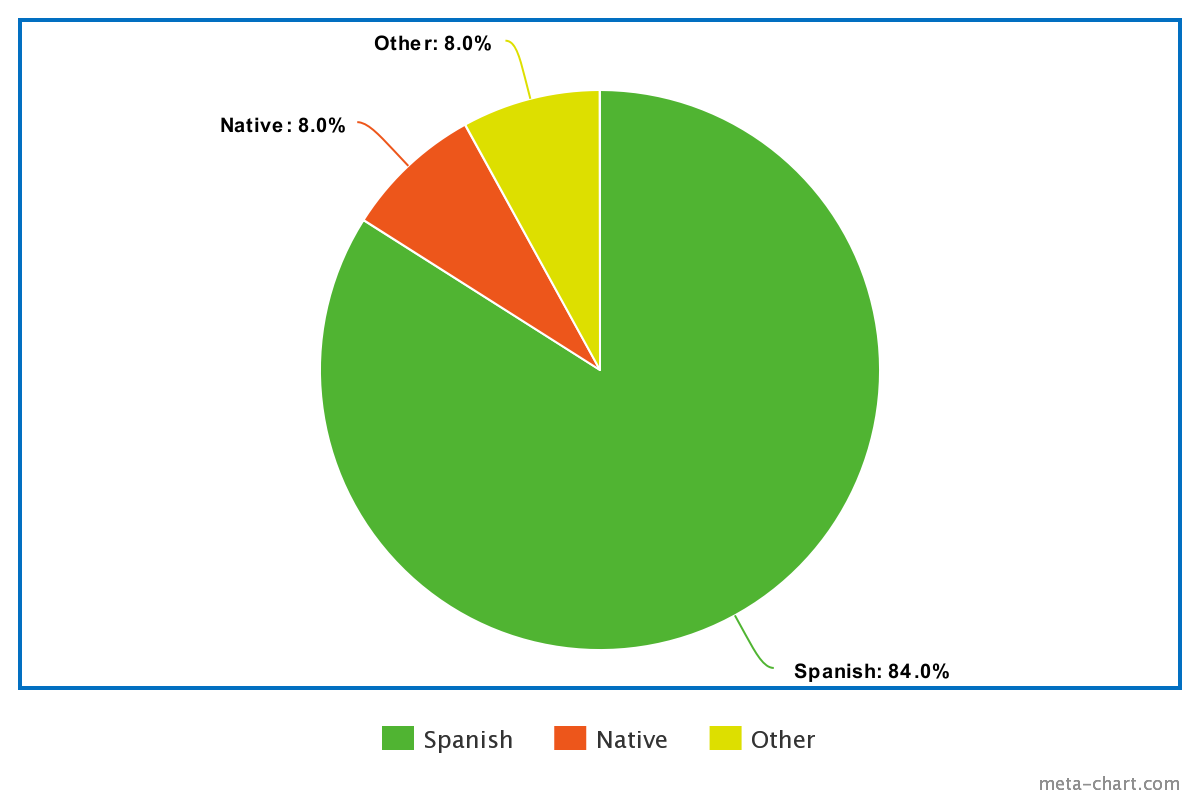 Other: 8.0%
Native: 8.0%
Spanish: 84.0%
Spanish Native Other
meta-chart.com